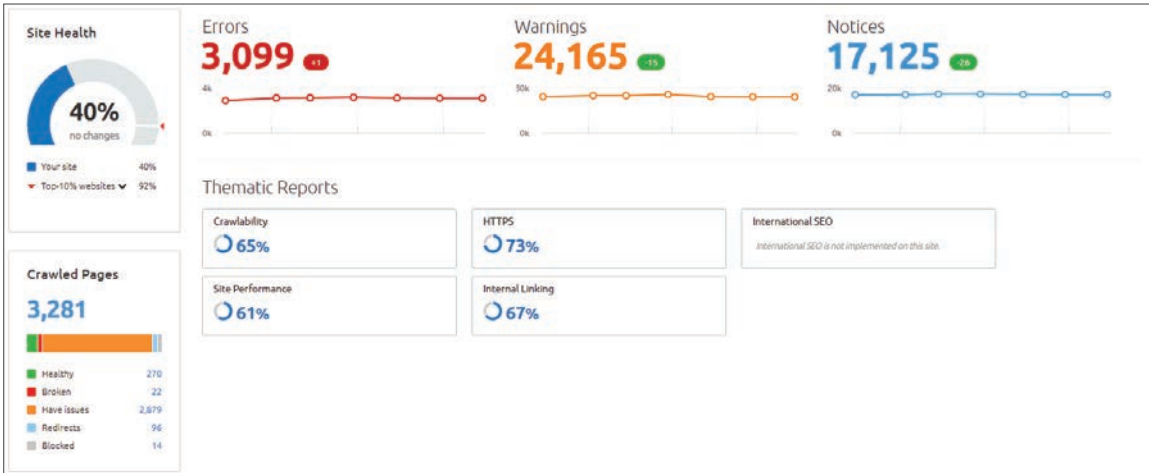 Site Health
40%
no changes
Your site 40%
Top-10% websites 92%
Errors
3,099 +1
4k
0k
Warnings
24,165 -15
30k
0k
Notices
17,125 -26
20k
0k
Thematic Reports
Crawlability
65%
HTTPS
73%
International SEO
International SEO is not implemented on this site.
Site Performance
61%
Internal Linking
67%
Crawled Pages
3,281
Healthy 270
Broken 22
Have issues 2,879
Redirects 96
Blocked 14